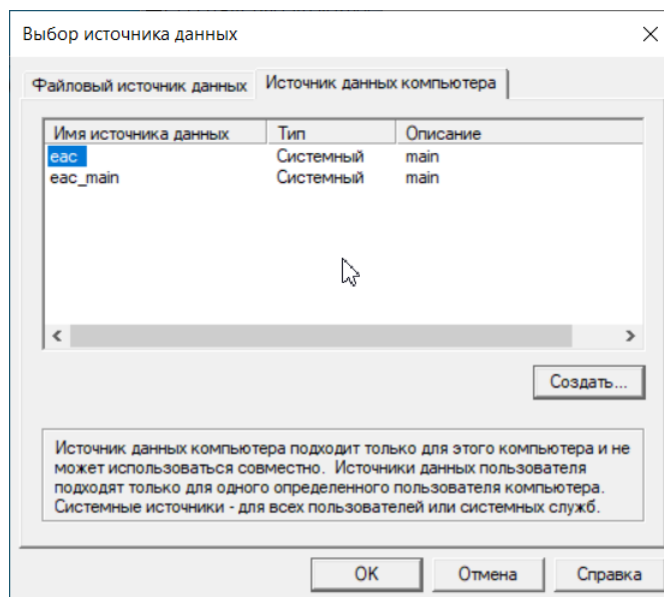 Выбор источника данных
Файловый источник данных Источник данных компьютера
Имя источника данных Тип Описание
eac Системный main
eac_main Системный main
Создать...
Источник данных компьютера подходит только для этого компьютера и не
может использоваться совместно. Источники данных пользователя
подходят только для одного определенного пользователя компьютера.
Системные источники - для всех пользователей или системных служб.
OK Отмена Справка